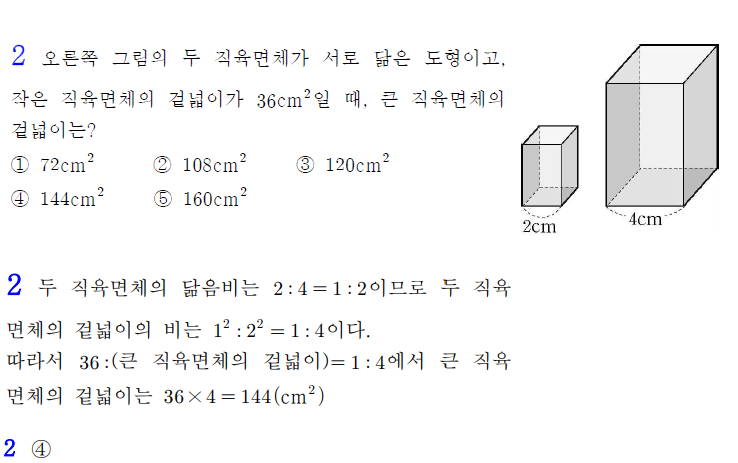 2 오른쪽 그림의 두 직육면체가 서로 닮은 도형이고,
작은 직육면체의 겉넓이가 36cm²일 때, 큰 직육면체의
겉넓이는?
① 72cm² ② 108cm² ③ 120cm²
④ 144cm² ⑤ 160cm²
2cm
4cm
2 두 직육면체의 닮음비는 2 : 4 = 1 : 2이므로 두 직육
면체의 겉넓이의 비는 1² : 2² = 1 : 4이다.
따라서 36 :(큰 직육면체의 겉넓이)= 1 : 4에서 큰 직육
면체의 겉넓이는 36×4 = 144(cm²)
2 ④